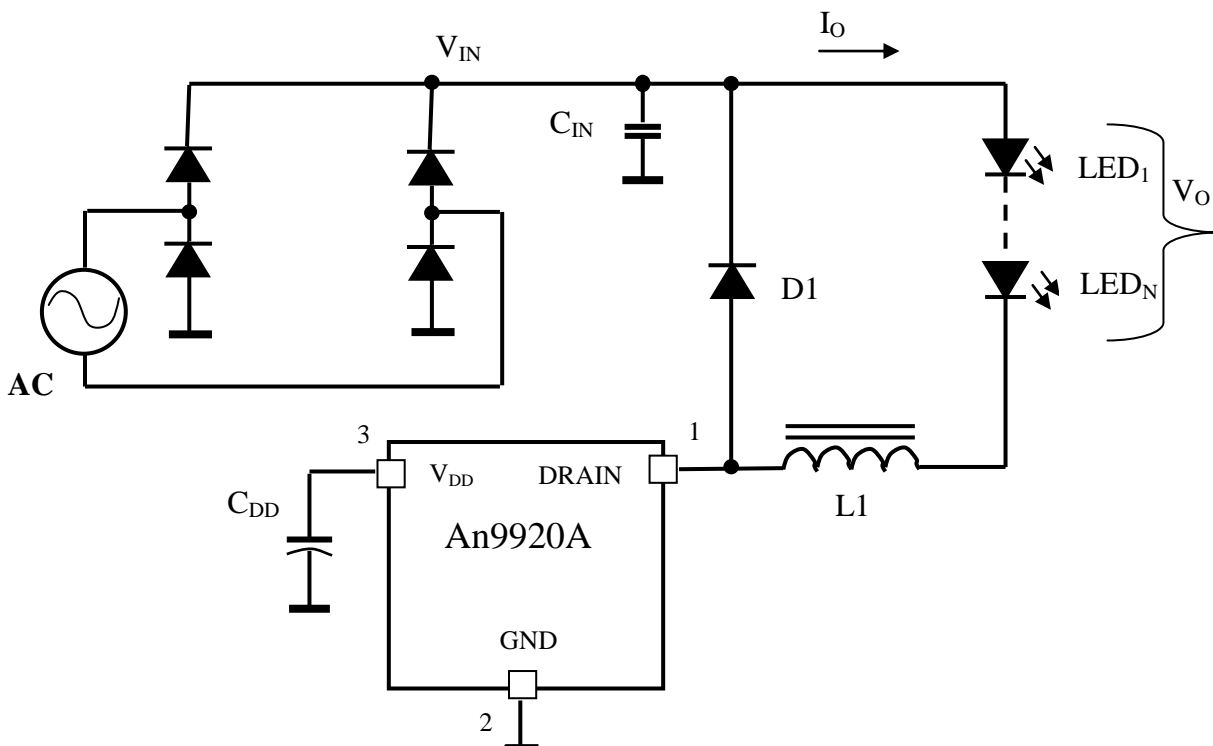 I_O
V_IN
C_IN
LED_1
V_O
D1
LED_N
AC
3
1
V_DD
DRAIN
C_DD
An9920A
L1
GND
2